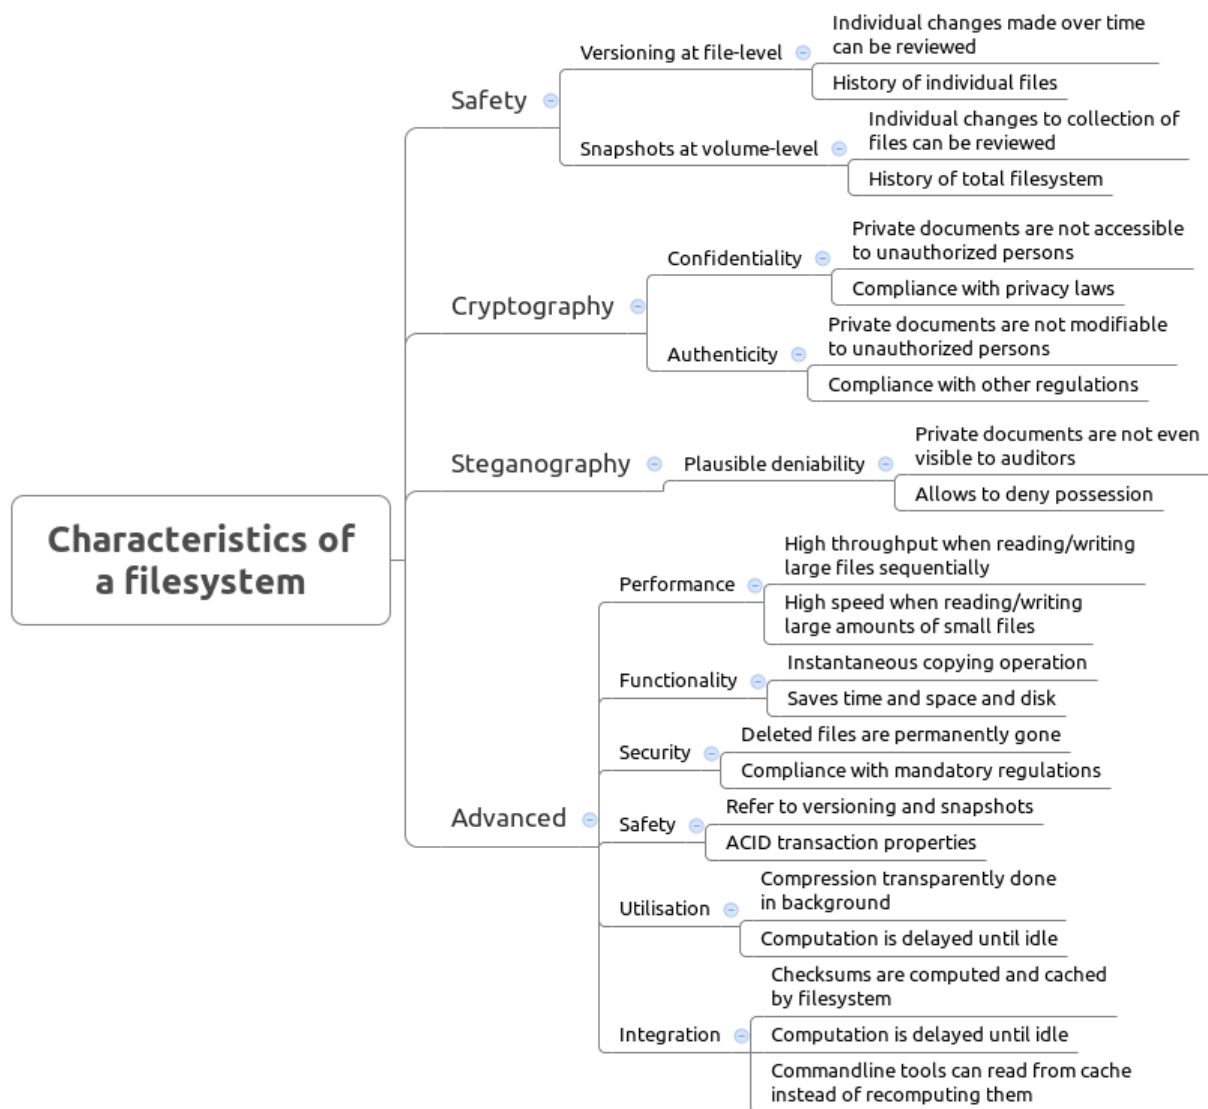 Characteristics of
a filesystem
Safety
Versioning at file-level
Individual changes made over time
can be reviewed
History of individual files
Snapshots at volume-level
Individual changes to collection of
files can be reviewed
History of total filesystem
Cryptography
Confidentiality
Private documents are not accessible
to unauthorized persons
Compliance with privacy laws
Authenticity
Private documents are not modifiable
to unauthorized persons
Compliance with other regulations
Steganography
Plausible deniability
Private documents are not even
visible to auditors
Allows to deny possession
Advanced
Performance
High throughput when reading/writing
large files sequentially
High speed when reading/writing
large amounts of small files
Functionality
Instantaneous copying operation
Saves time and space and disk
Security
Deleted files are permanently gone
Compliance with mandatory regulations
Safety
Refer to versioning and snapshots
ACID transaction properties
Utilisation
Compression transparently done
in background
Computation is delayed until idle
Integration
Checksums are computed and cached
by filesystem
Computation is delayed until idle
Commandline tools can read from cache
instead of recomputing them